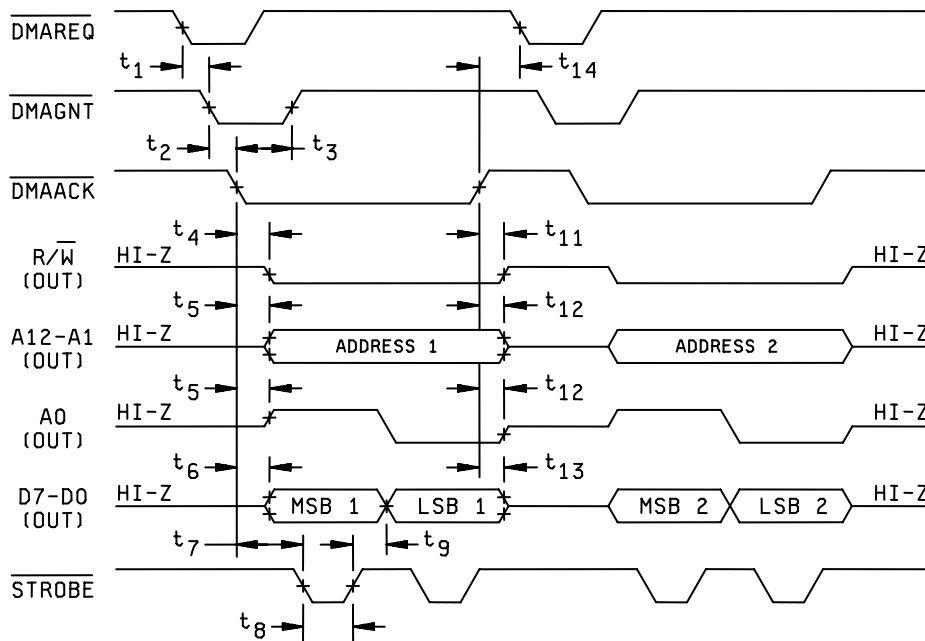 DMAREQ
t1
t14
DMAGNT
t2
t3
DMAACK
t4
t11
R/W
(OUT)
HI-Z
HI-Z
t5
t12
A12-A1
(OUT)
HI-Z
ADDRESS 1
ADDRESS 2
HI-Z
t5
t12
A0
(OUT)
HI-Z
HI-Z
t6
t13
D7-D0
(OUT)
HI-Z
MSB 1
LSB 1
MSB 2
LSB 2
HI-Z
t7
t9
STROBE
t8